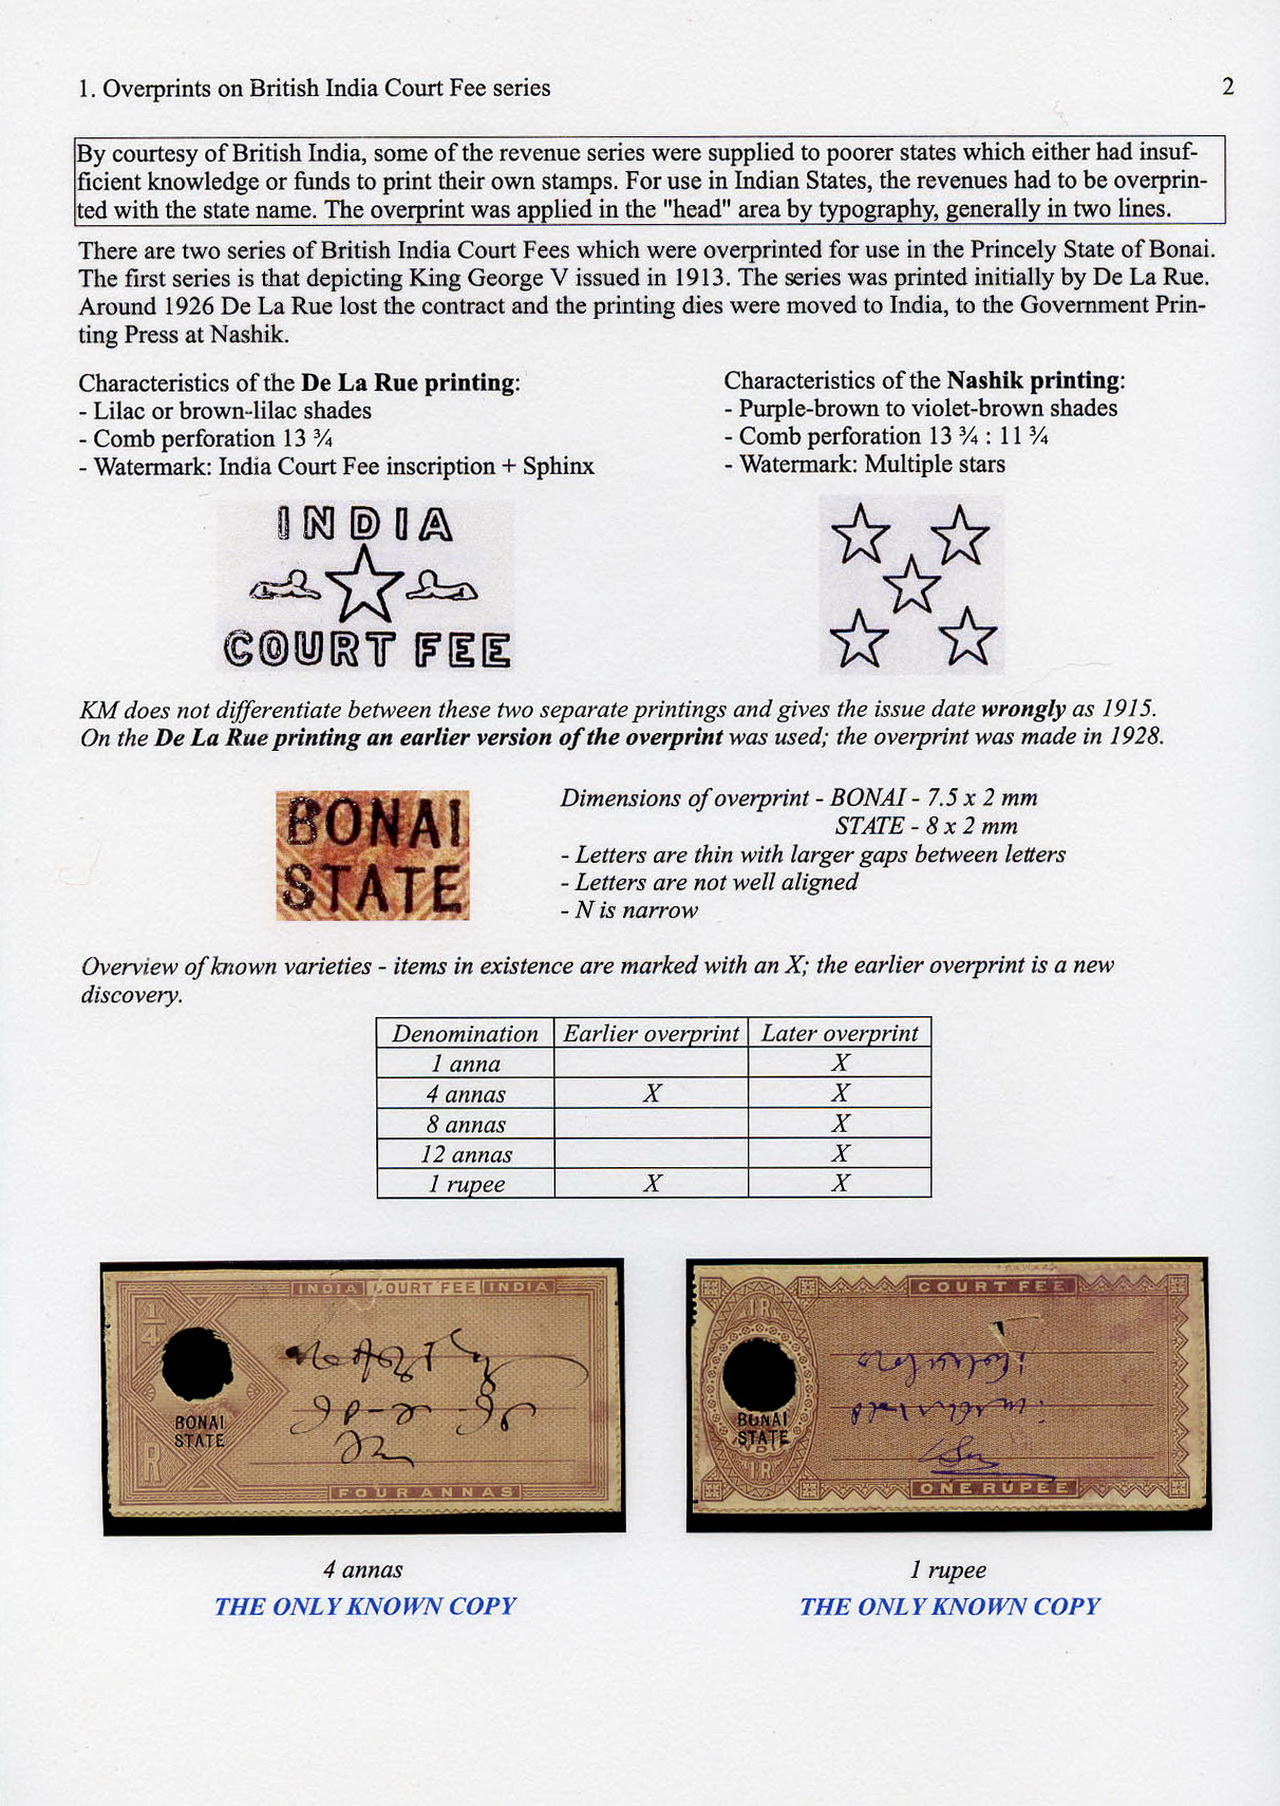 1. Overprints on British India Court Fee series
2
By courtesy of British India, some of the revenue series were supplied to poorer states which either had insuf-
ficient knowledge or funds to print their own stamps. For use in Indian States, the revenues had to be overprin-
ted with the state name. The overprint was applied in the "head" area by typography, generally in two lines.
There are two series of British India Court Fees which were overprinted for use in the Princely State of Bonai.
The first series is that depicting King George V issued in 1913. The series was printed initially by De La Rue.
Around 1926 De La Rue lost the contract and the printing dies were moved to India, to the Government Prin-
ting Press at Nashik.
Characteristics of the De La Rue printing:
- Lilac or brown-lilac shades
- Comb perforation 13 ¾
- Watermark: India Court Fee inscription + Sphinx
Characteristics of the Nashik printing:
- Purple-brown to violet-brown shades
- Comb perforation 13 ¾ : 11 ¾
- Watermark: Multiple stars
INDIA
COURT FEE
KM does not differentiate between these two separate printings and gives the issue date wrongly as 1915.
On the De La Rue printing an earlier version of the overprint was used; the overprint was made in 1928.
BONAI
STATE
Dimensions of overprint - BONAI - 7.5 x 2 mm
STATE - 8 x 2 mm
- Letters are thin with larger gaps between letters
- Letters are not well aligned
- N is narrow
Overview of known varieties - items in existence are marked with an X; the earlier overprint is a new
discovery.
Denomination Earlier overprint Later overprint
1 anna X
4 annas X X
8 annas X
12 annas X
1 rupee X X
INDIA COURT FEE INDIA
1/4
BONAI
STATE
R
FOUR ANNAS
COURT FEE
1R
BONAI
STATE
1R
ONE RUPEE
4 annas
THE ONLY KNOWN COPY
1 rupee
THE ONLY KNOWN COPY